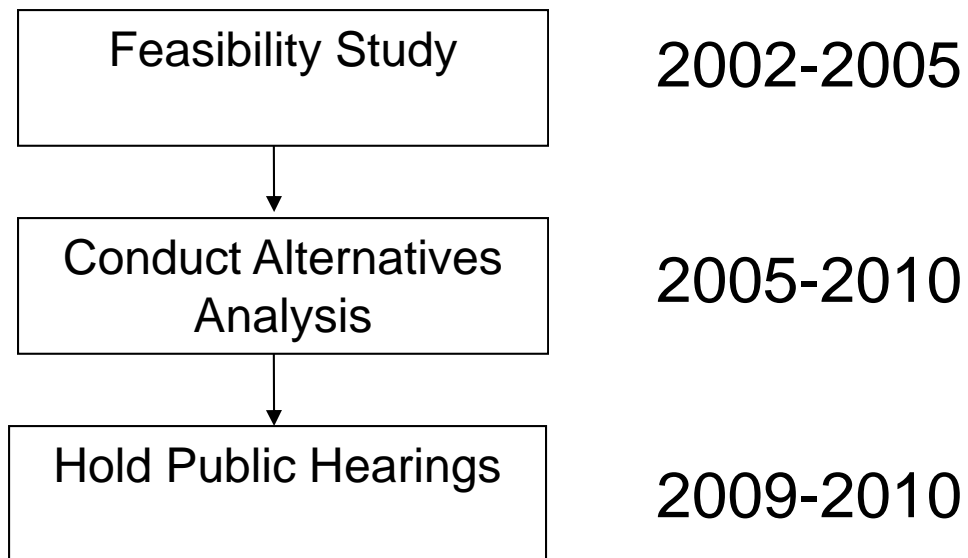 Feasibility Study
2002-2005
Conduct Alternatives
Analysis
2005-2010
Hold Public Hearings
2009-2010